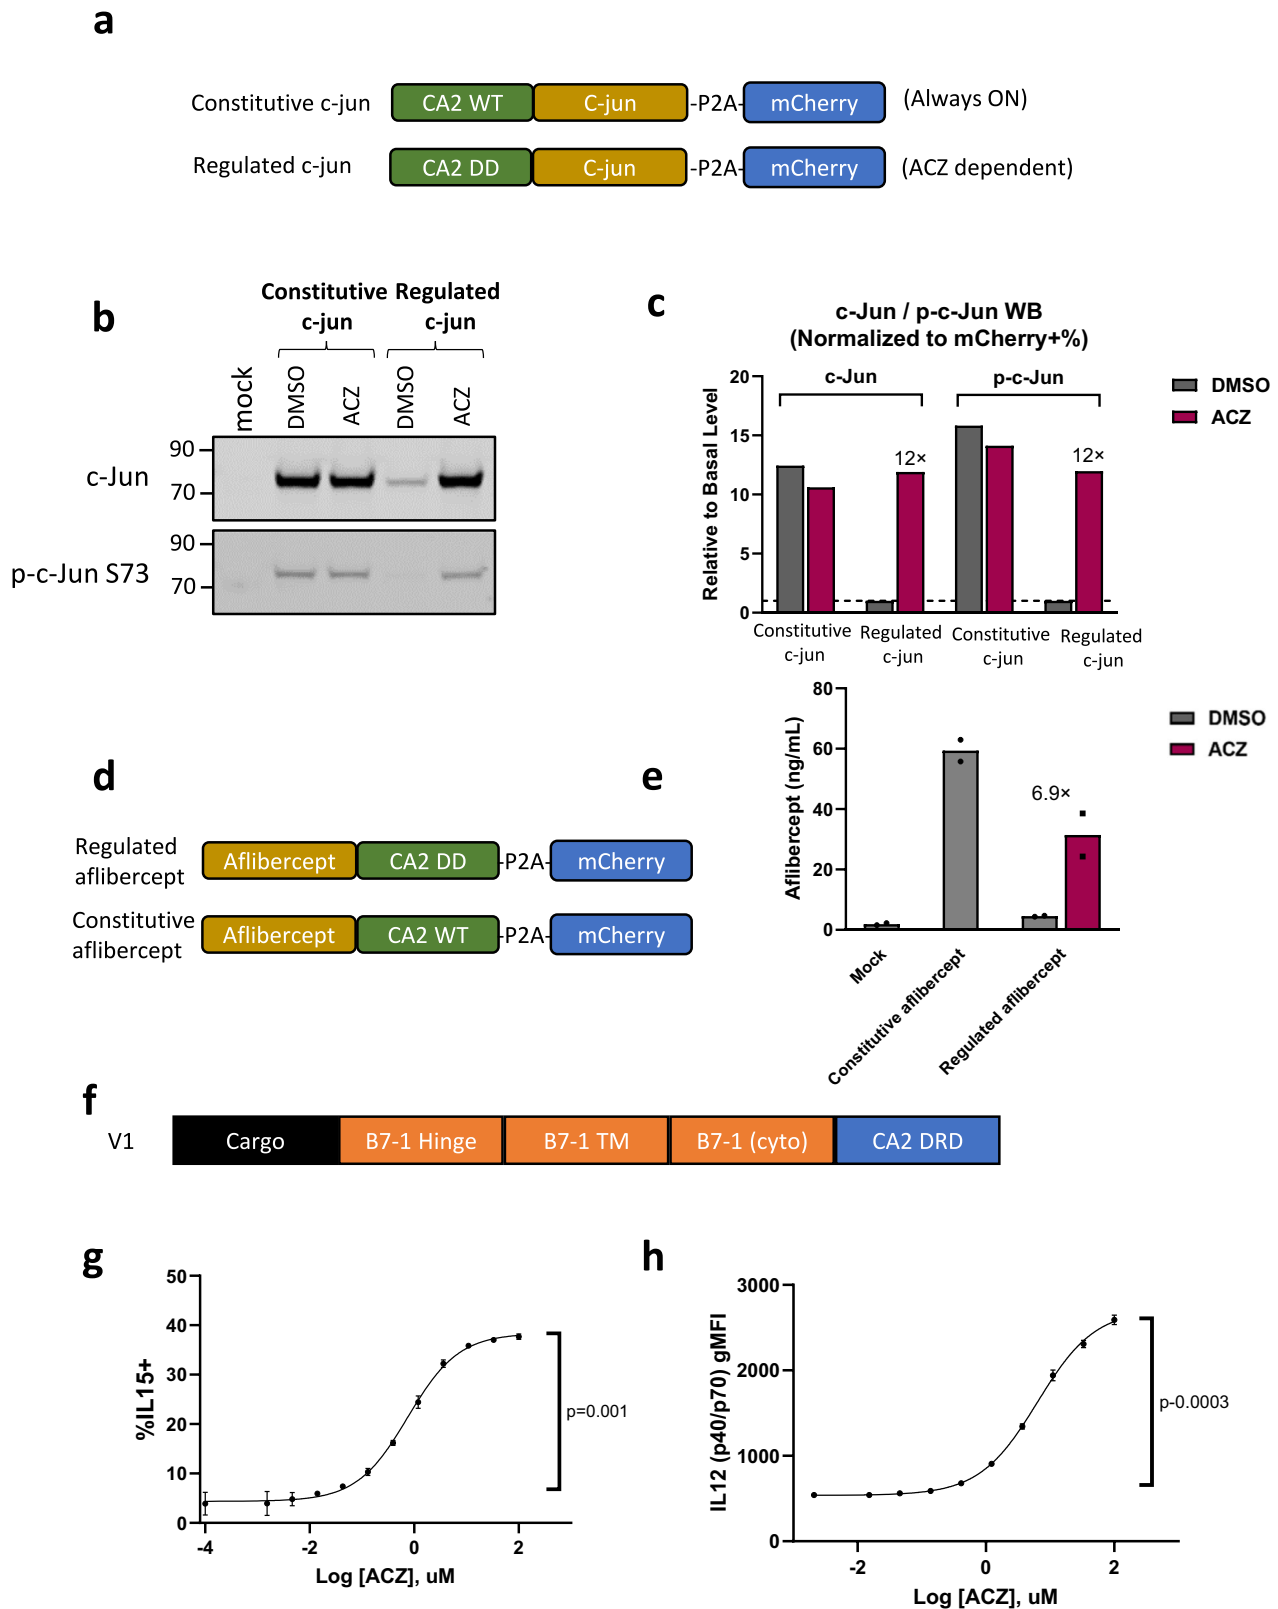 a
Constitutive c-jun
CA2 WT
C-jun
-P2A-
mCherry
(Always ON)
Regulated c-jun
CA2 DD
C-jun
-P2A-
mCherry
(ACZ dependent)
b
Constitutive Regulated
c-jun
c-jun
mock
DMSO
ACZ
DMSO
ACZ
c-Jun
90
70
p-c-Jun S73
90
70
c
c-Jun / p-c-Jun WB
(Normalized to mCherry+%)
c-Jun
p-c-Jun
DMSO
ACZ
Relative to Basal Level
20
15
10
5
0
12×
12×
Constitutive
c-jun
Regulated
c-jun
Constitutive
c-jun
Regulated
c-jun
d
Regulated
aflibercept
Aflibercept
CA2 DD
-P2A-
mCherry
Constitutive
aflibercept
Aflibercept
CA2 WT
-P2A-
mCherry
e
Aflibercept (ng/mL)
80
60
40
20
0
6.9×
DMSO
ACZ
Mock
Constitutive aflibercept
Regulated aflibercept
f
V1
Cargo
B7-1 Hinge
B7-1 TM
B7-1 (cyto)
CA2 DRD
g
%IL15+
50
40
30
20
10
0
-4
-2
0
2
Log [ACZ], uM
p=0.001
h
IL12 (p40/p70) gMFI
3000
2000
1000
0
-2
0
2
Log [ACZ], uM
p-0.0003